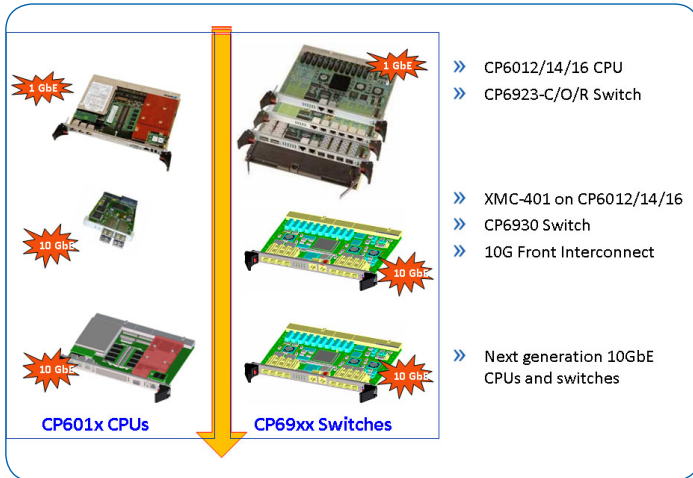 1 GbE
1 GbE
10 GbE
10 GbE
10 GbE
10 GbE
CP601x CPUs
CP69xx Switches
» CP6012/14/16 CPU
» CP6923-C/O/R Switch
» XMC-401 on CP6012/14/16
» CP6930 Switch
» 10G Front Interconnect
» Next generation 10GbE
CPUs and switches